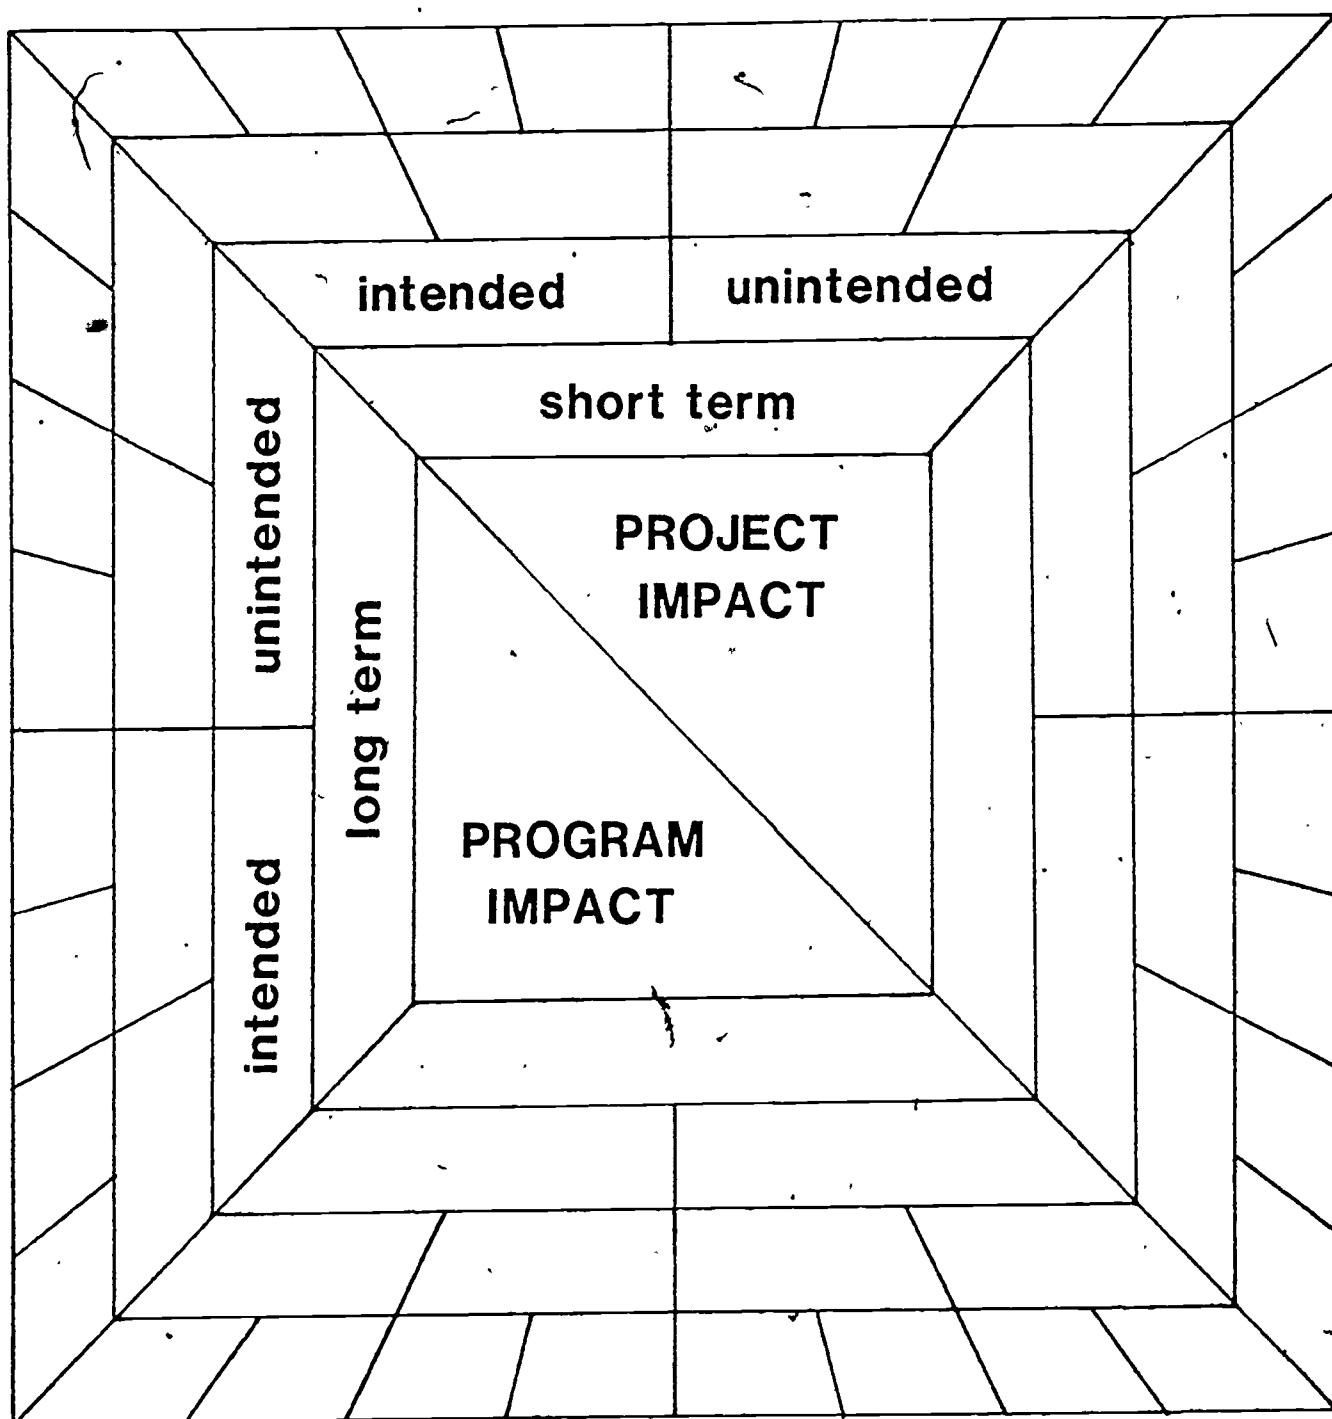 intended
unintended
short term
unintended
long term
intended
PROJECT
IMPACT
PROGRAM
IMPACT